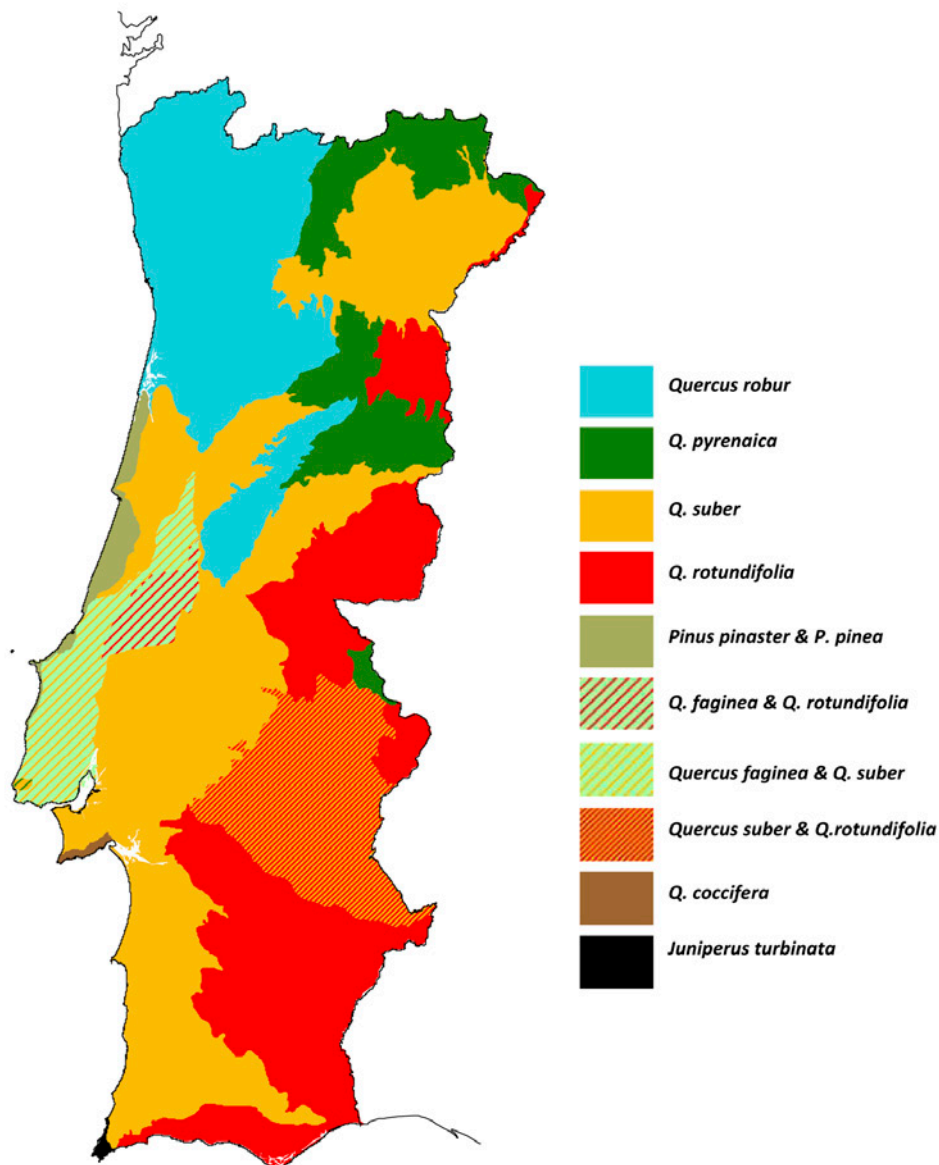 Quercus robur
Q. pyrenaica
Q. suber
Q. rotundifolia
Pinus pinaster & P. pinea
Q. faginea & Q. rotundifolia
Quercus faginea & Q. suber
Quercus suber & Q.rotundifolia
Q. coccifera
Juniperus turbinata